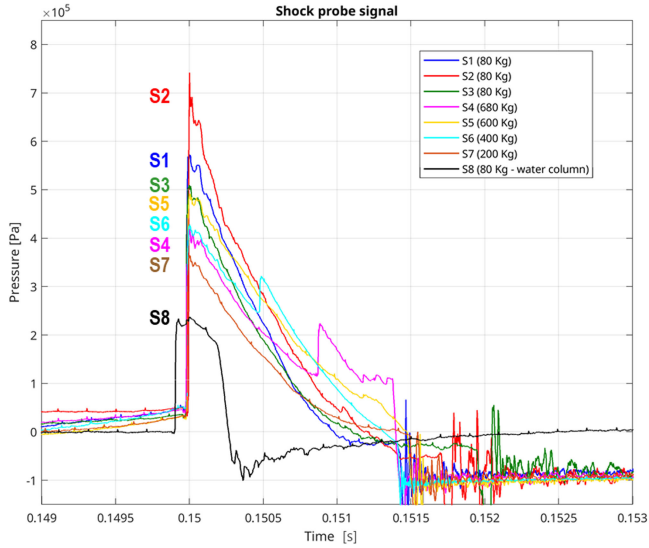 Shock probe signal
×10⁵
8
7
6
5
4
3
2
1
0
-1
Pressure [Pa]
S2
S1
S3
S5
S6
S4
S7
S8
S1 (80 Kg)
S2 (80 Kg)
S3 (80 Kg)
S4 (680 Kg)
S5 (600 Kg)
S6 (400 Kg)
S7 (200 Kg)
S8 (80 Kg - water column)
0.149 0.1495 0.15 0.1505 0.151 0.1515 0.152 0.1525 0.153
Time [s]